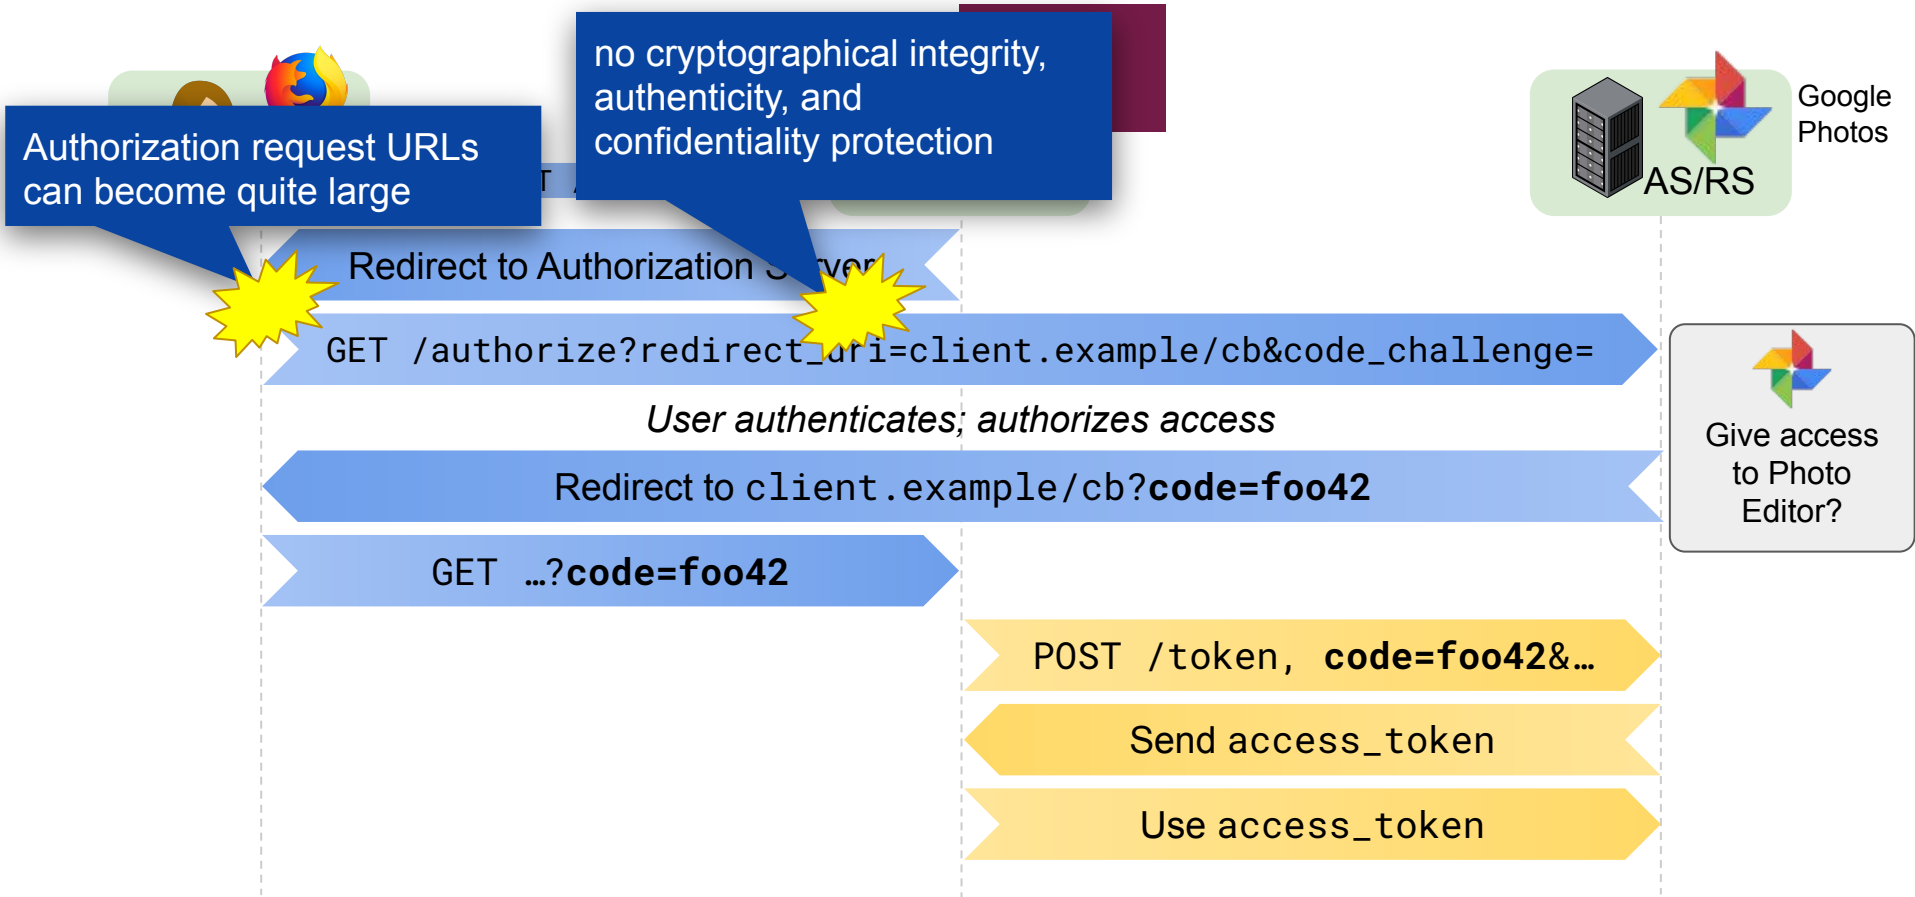 no cryptographical integrity,
authenticity, and
confidentiality protection
Authorization request URLs
can become quite large
Google
Photos
AS/RS
Redirect to Authorization
GET /authorize?redirect_uri=client.example/cb&code_challenge=
User authenticates; authorizes access
Give access
to Photo
Editor?
Redirect to client.example/cb?code=foo42
GET …?code=foo42
POST /token, code=foo42&…
Send access_token
Use access_token